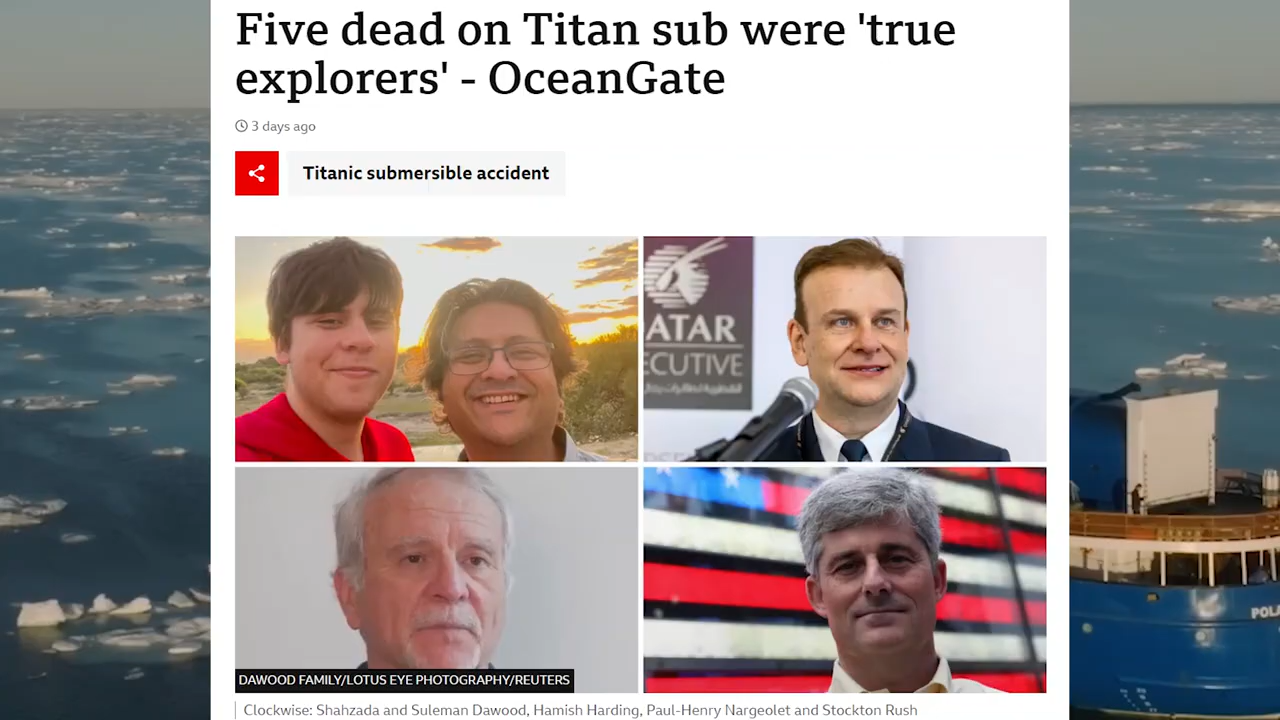 Five dead on Titan sub were 'true
explorers' - OceanGate
3 days ago
Titanic submersible accident
ATAR
ECUTIVE
DAWOOD FAMILY/LOTUS EYE PHOTOGRAPHY/REUTERS
POLA
Clockwise: Shahzada and Suleman Dawood, Hamish Harding, Paul-Henry Nargeolet and Stockton Rush